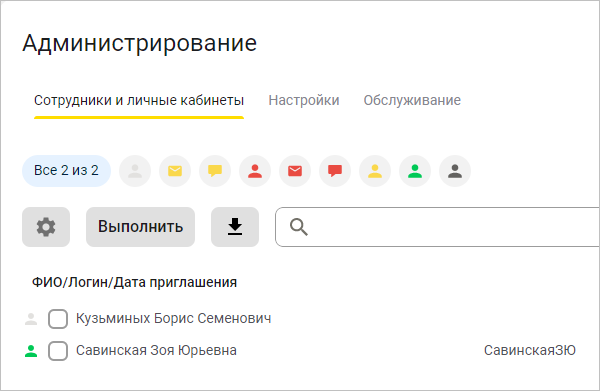 Администрирование
Сотрудники и личные кабинеты Настройки Обслуживание
Все 2 из 2
Выполнить
ФИО/Логин/Дата приглашения
Кузьминых Борис Семенович
Савинская Зоя Юрьевна СавинскаяЗЮ